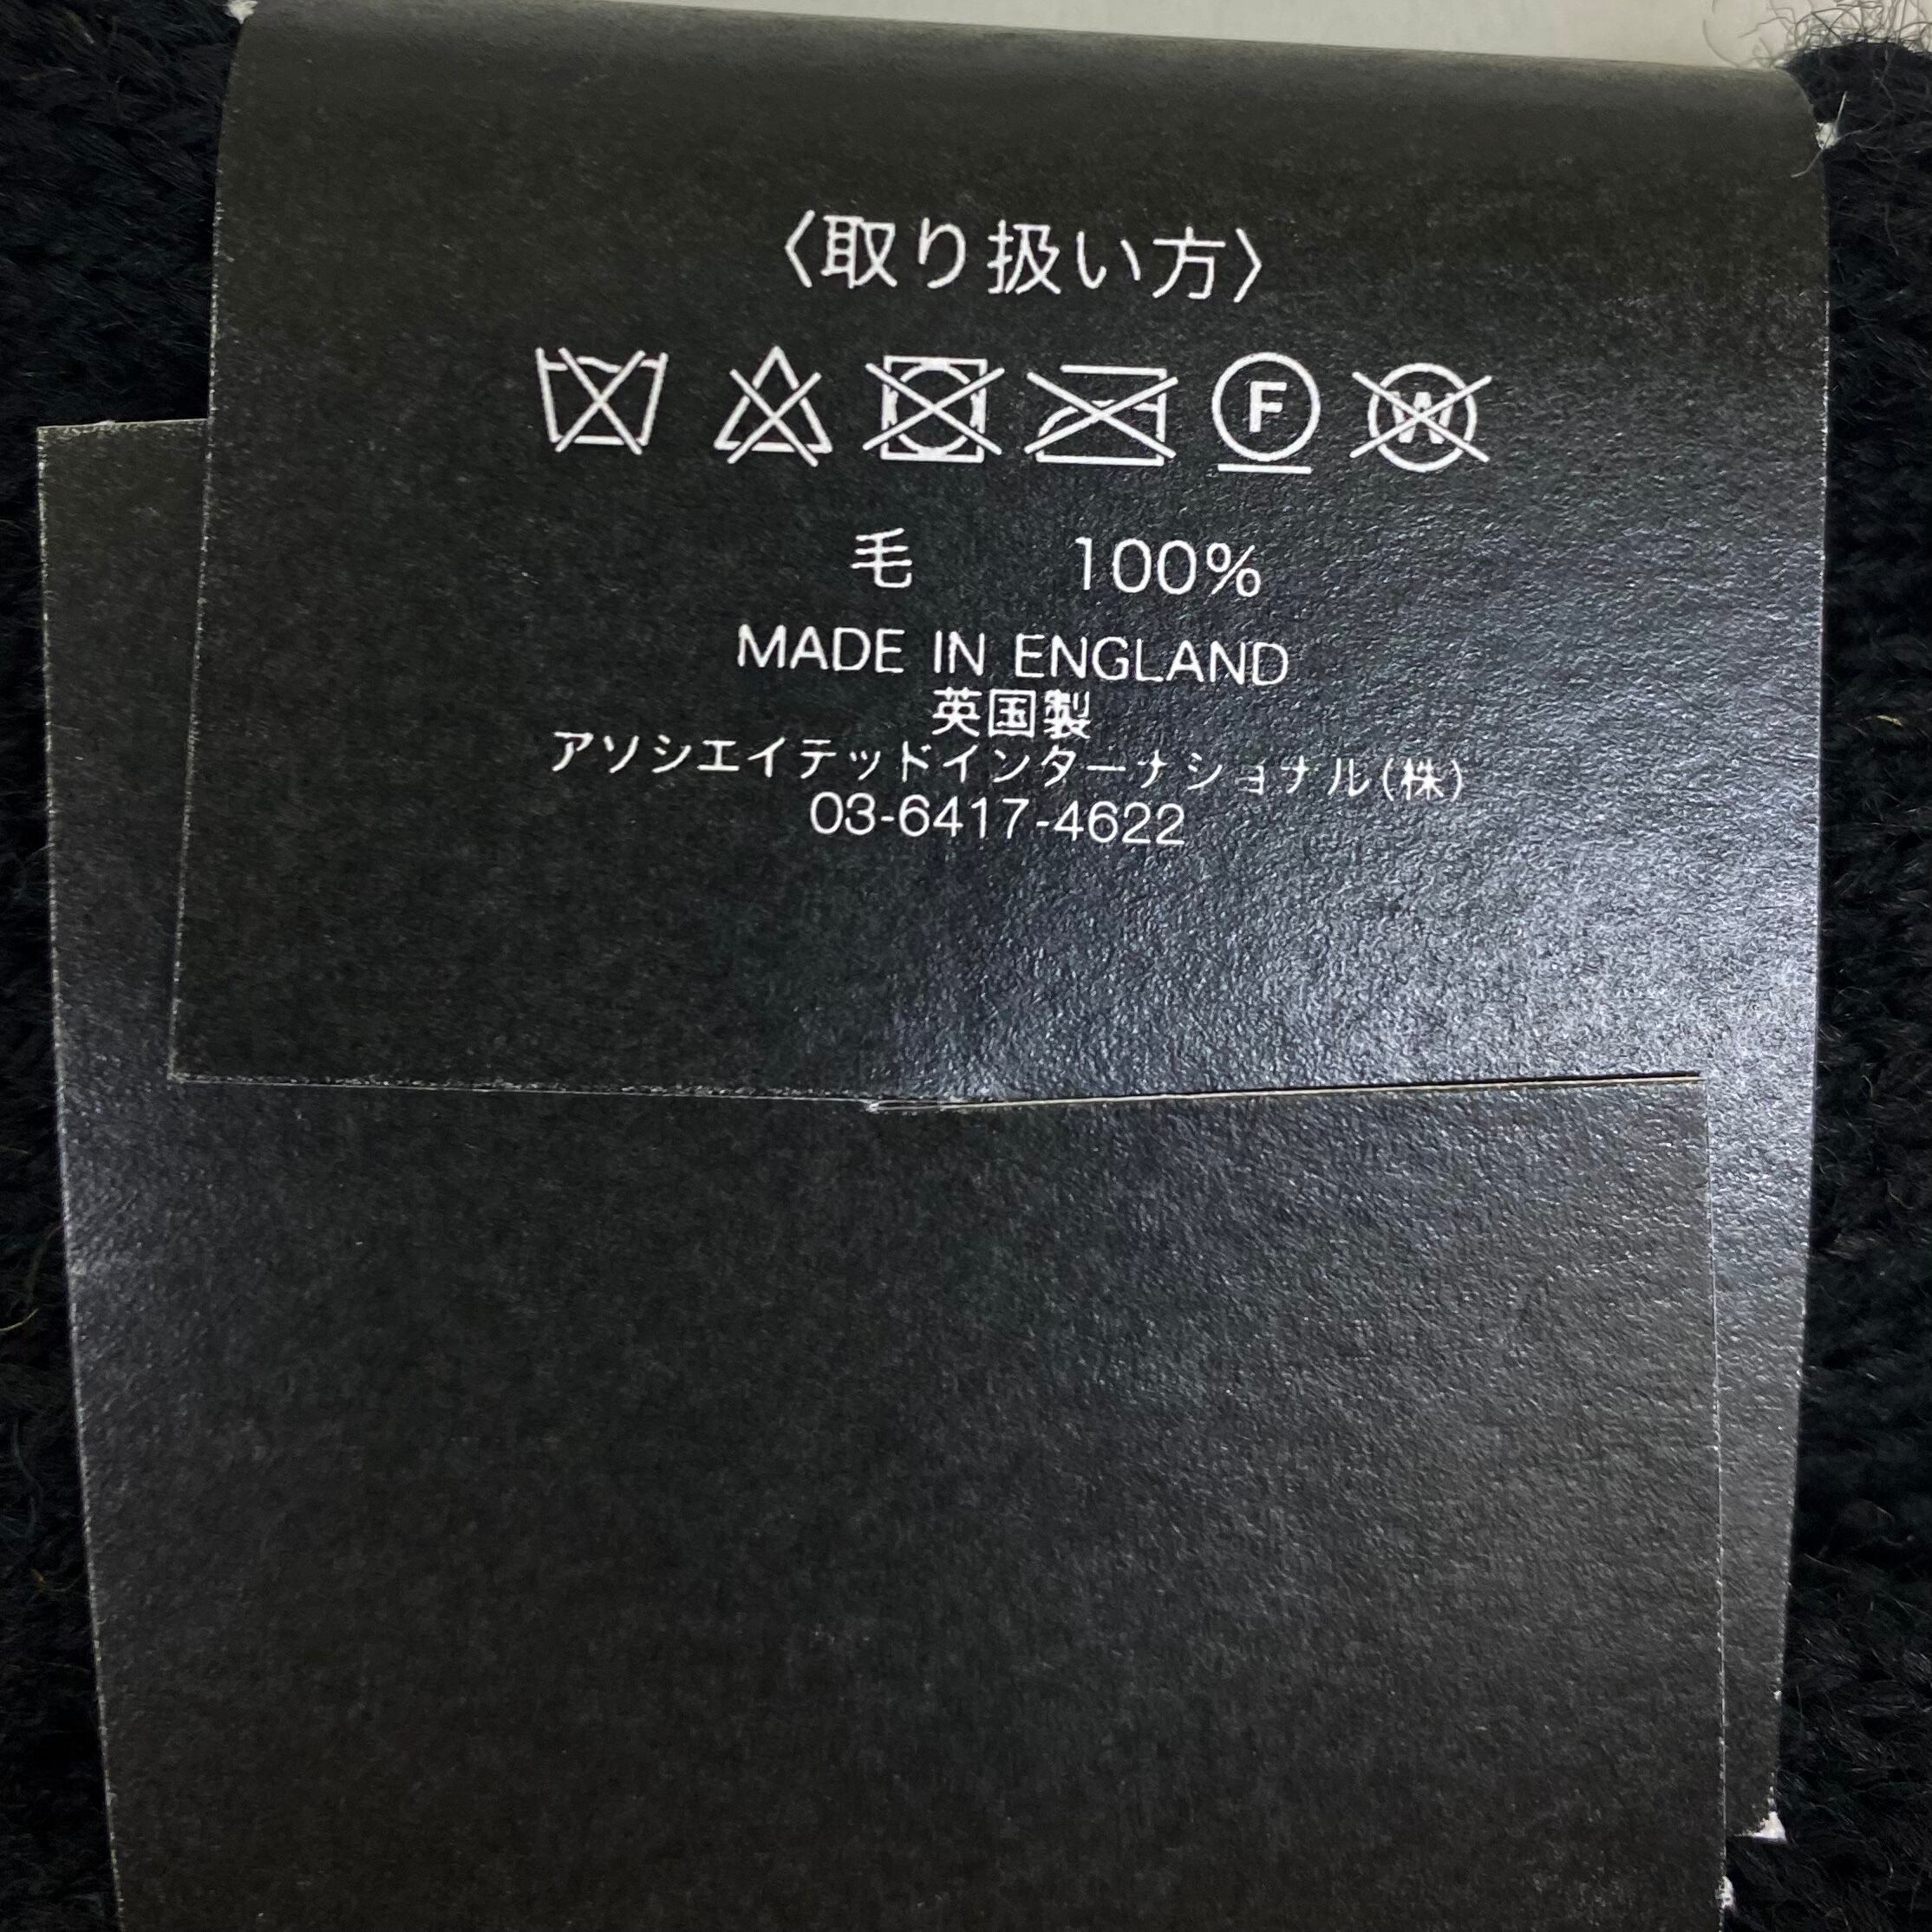 〈取り扱い方〉
F W
毛 100%
MADE IN ENGLAND
英国製
アソシエイテッドインターナショナル(株)
03-6417-4622